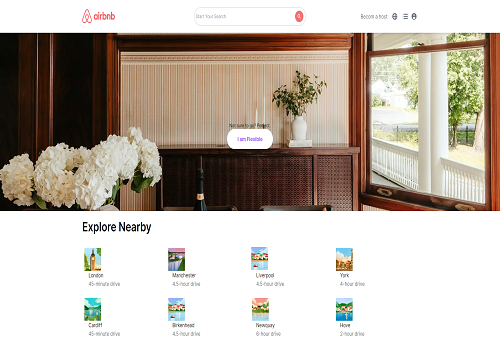 airbnb
Start Your Search
Become a host
Not sure to go? Perfect
I am Flexible
Explore Nearby
London
45-minute drive
Manchester
4.5-hour drive
Liverpool
4.5-hour drive
York
4-hour drive
Cardiff
45-minute drive
Birkenhead
4.5-hour drive
Newquay
6-hour drive
Hove
2-hour drive